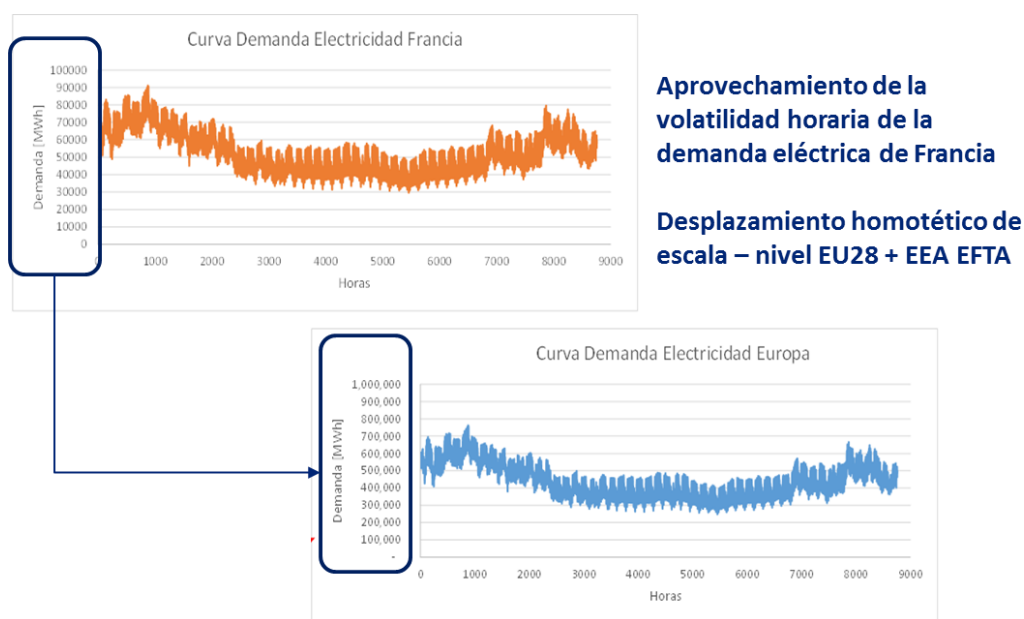 Curva Demanda Electricidad Francia
100000
90000
80000
70000
60000
50000
40000
30000
20000
10000
0
Demanda [MWh]
0 1000 2000 3000 4000 5000 6000 7000 8000 9000
Horas
Aprovechamiento de la
volatilidad horaria de la
demanda eléctrica de Francia
Desplazamiento homotético de
escala – nivel EU28 + EEA EFTA
Curva Demanda Electricidad Europa
1,000,000
900,000
800,000
700,000
600,000
500,000
400,000
300,000
200,000
100,000
-
Demanda [MWh]
0 1000 2000 3000 4000 5000 6000 7000 8000 9000
Horas